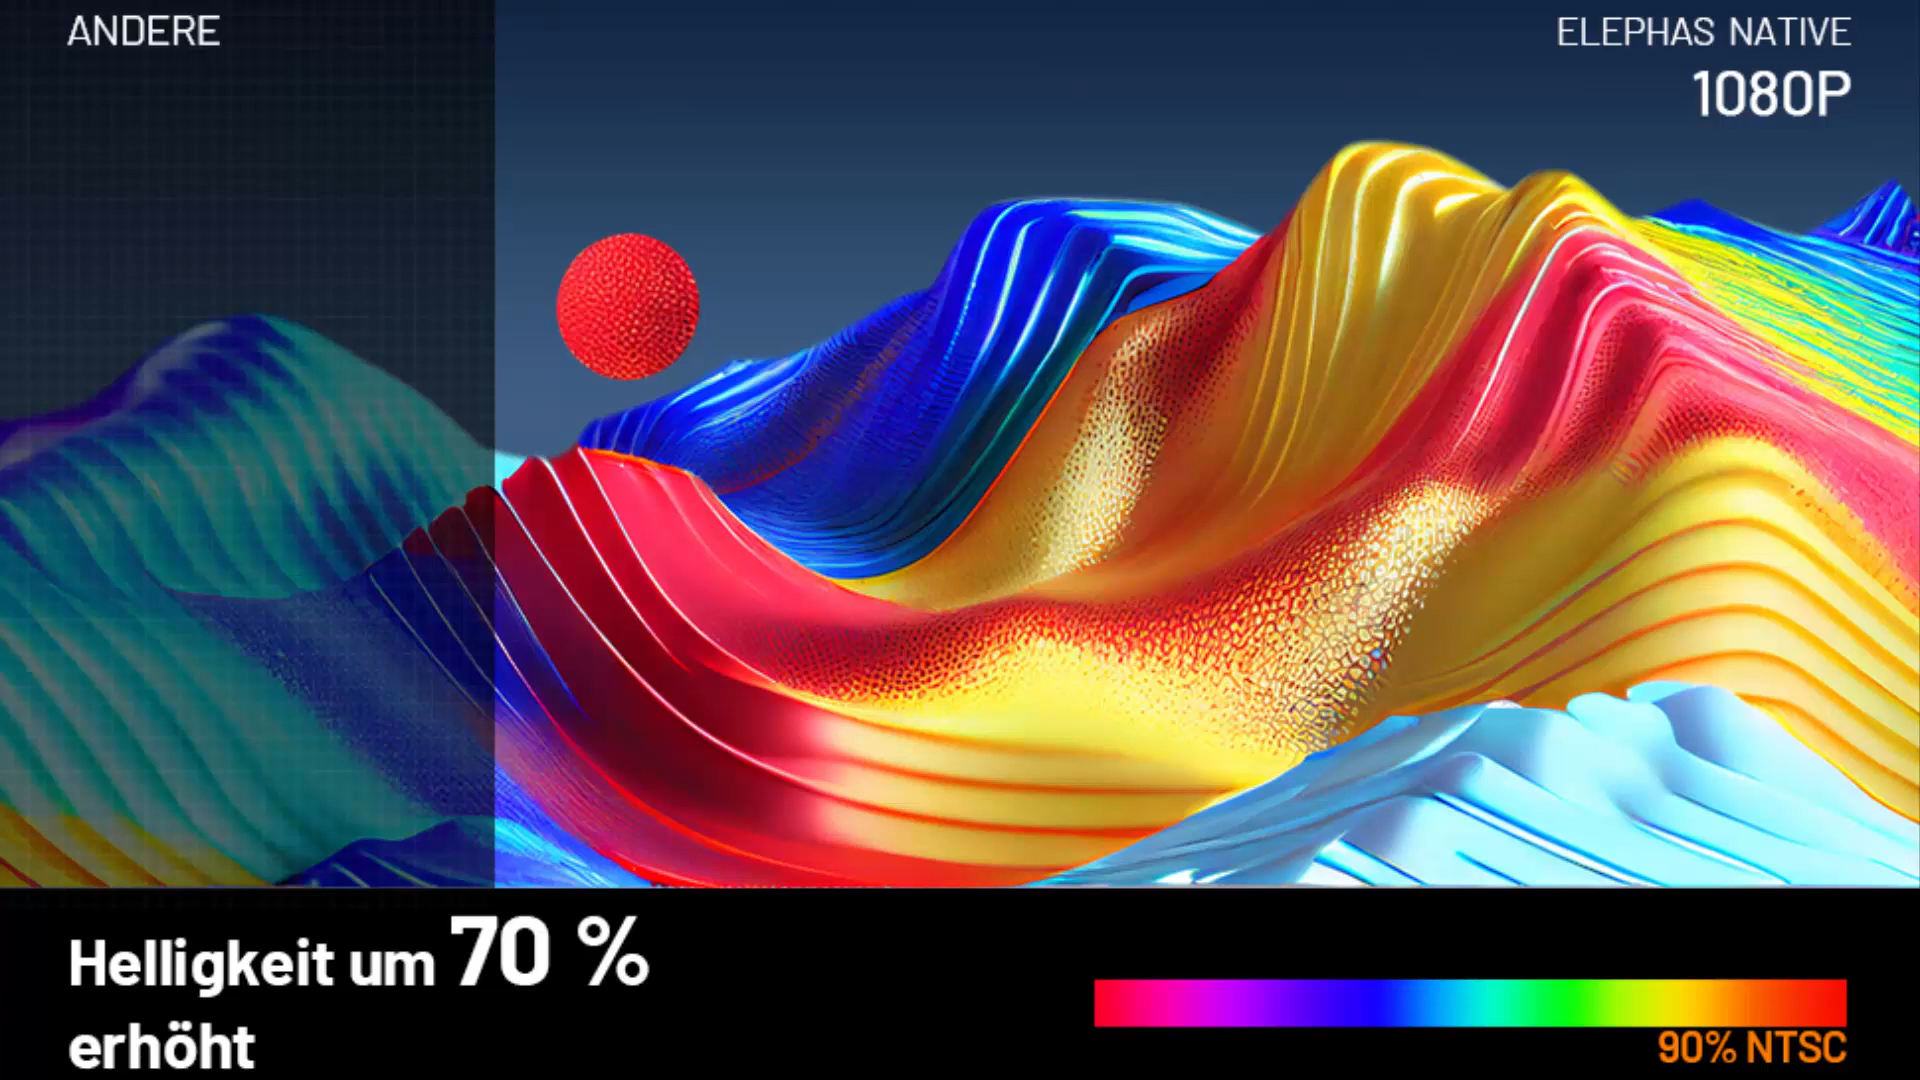 ANDERE
ELEPHAS NATIVE
1080P
Helligkeit um 70 %
erhöht
90% NTSC